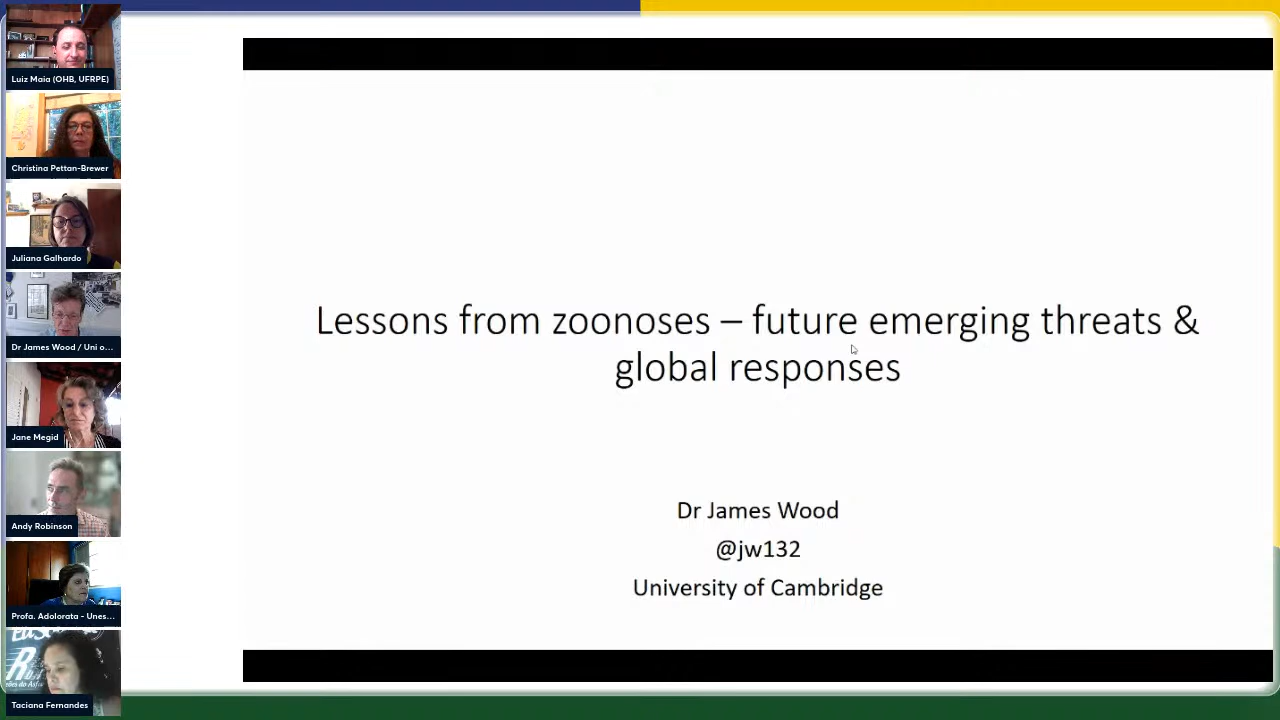 Luiz Maia (OHB, UFRPE)
Christina Pettan-Brewer
Juliana Galhardo
Dr James Wood / Uni o...
Jane Megid
Andy Robinson
Profa. Adolorata - Unes...
Taciana Fernandes
Lessons from zoonoses – future emerging threats &
global responses
Dr James Wood
@jw132
University of Cambridge